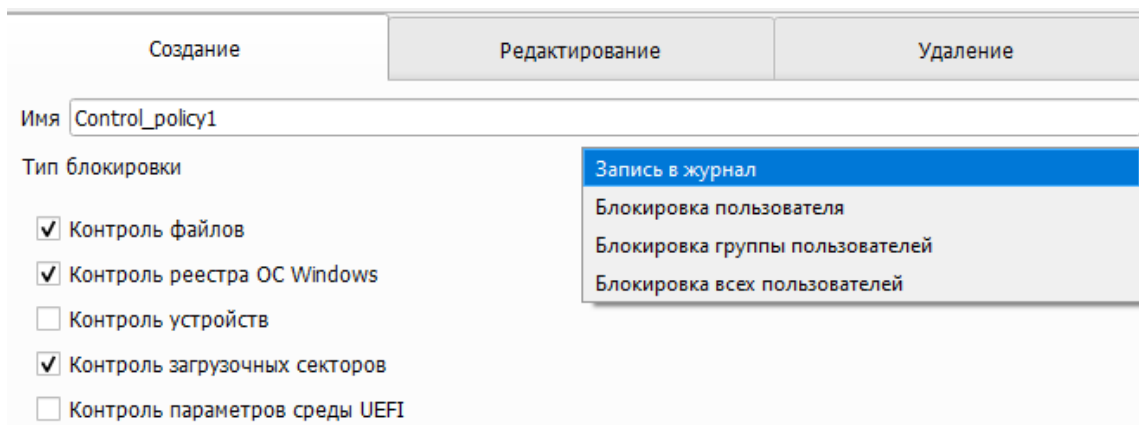 Создание Редактирование Удаление
Имя Control_policy1
Тип блокировки Запись в журнал
Блокировка пользователя
Контроль файлов Блокировка группы пользователей
Контроль реестра ОС Windows Блокировка всех пользователей
Контроль устройств
Контроль загрузочных секторов
Контроль параметров среды UEFI